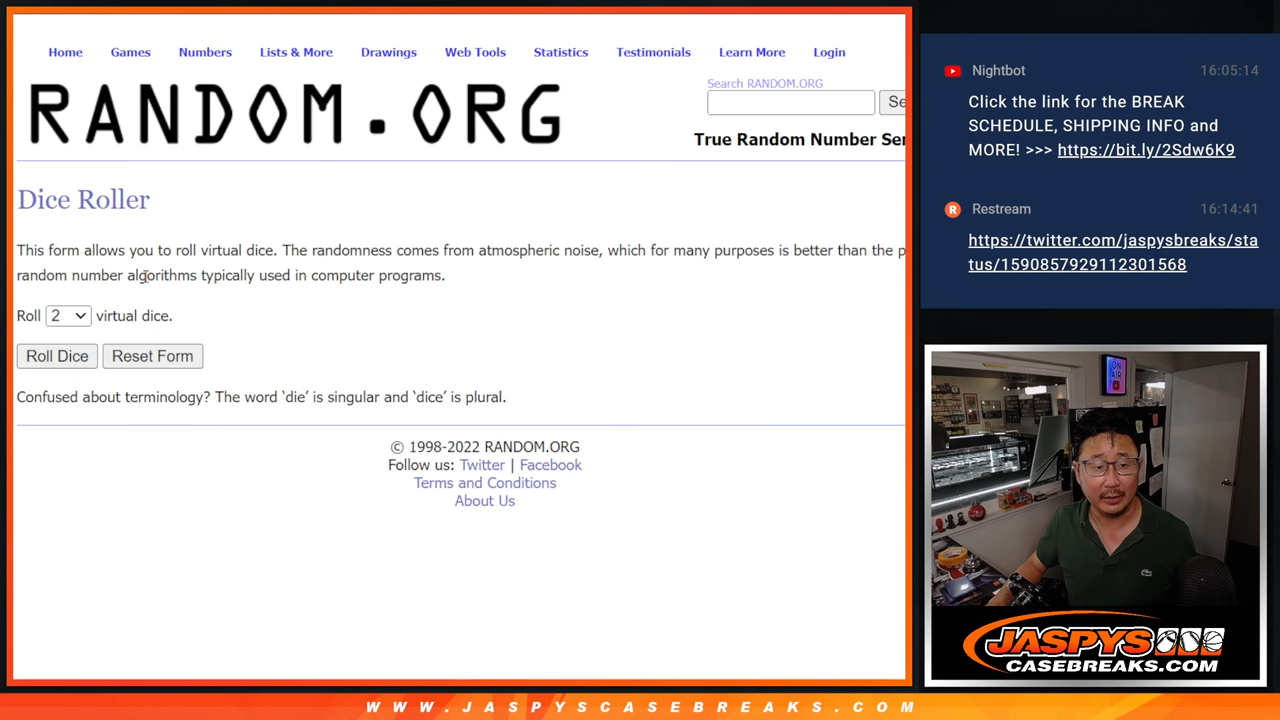 Home Games Numbers Lists & More Drawings Web Tools Statistics Testimonials Learn More Login
RANDOM.ORG
Search RANDOM.ORG
Se
True Random Number Ser
Dice Roller
This form allows you to roll virtual dice. The randomness comes from atmospheric noise, which for many purposes is better than the p
random number algorithms typically used in computer programs.
Roll 2 virtual dice.
Roll Dice Reset Form
Confused about terminology? The word ‘die’ is singular and ‘dice’ is plural.
© 1998-2022 RANDOM.ORG
Follow us: Twitter | Facebook
Terms and Conditions
About Us
Nightbot 16:05:14
Click the link for the BREAK
SCHEDULE, SHIPPING INFO and
MORE! >>> https://bit.ly/2Sdw6K9
R Restream 16:14:41
https://twitter.com/jaspysbreaks/sta
tus/1590857929112301568
ON
AIR
JASPYS
CASEBREAKS.COM
WWW.JASPYSCASEBREAKS.COM